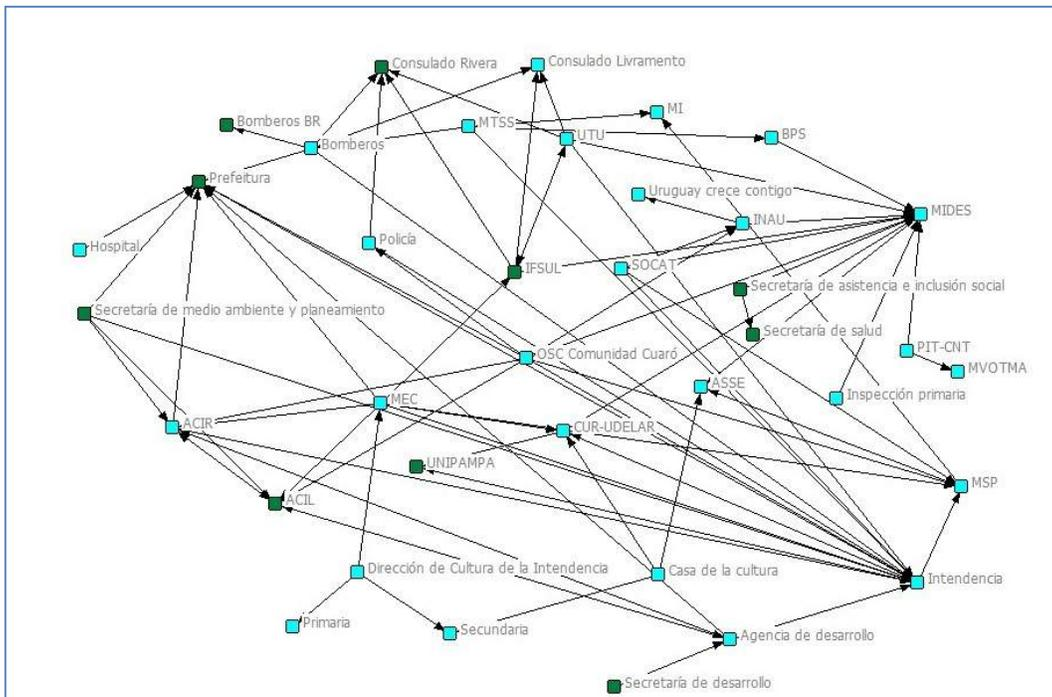 Consulado Rivera
Consulado Livramento
MI
Bomberos BR
MTSS
UTU
BPS
Bomberos
Prefeitura
Uruguay crece contigo
MIDES
INAU
Hospital
Policía
IFSUL
SOCAT
Secretaría de asistencia e inclusión social
Secretaría de medio ambiente y planeamiento
Secretaría de salud
OSC Comunidad Cuaró
PIT-CNT
MVOTMA
ASSE
Inspección primaria
MEC
ACIR
CUR-UDELAR
UNIPAMPA
MSP
ACIL
Dirección de Cultura de la Intendencia
Casa de la cultura
Intendencia
Primaria
Secundaria
Agencia de desarrollo
Secretaría de desarrollo